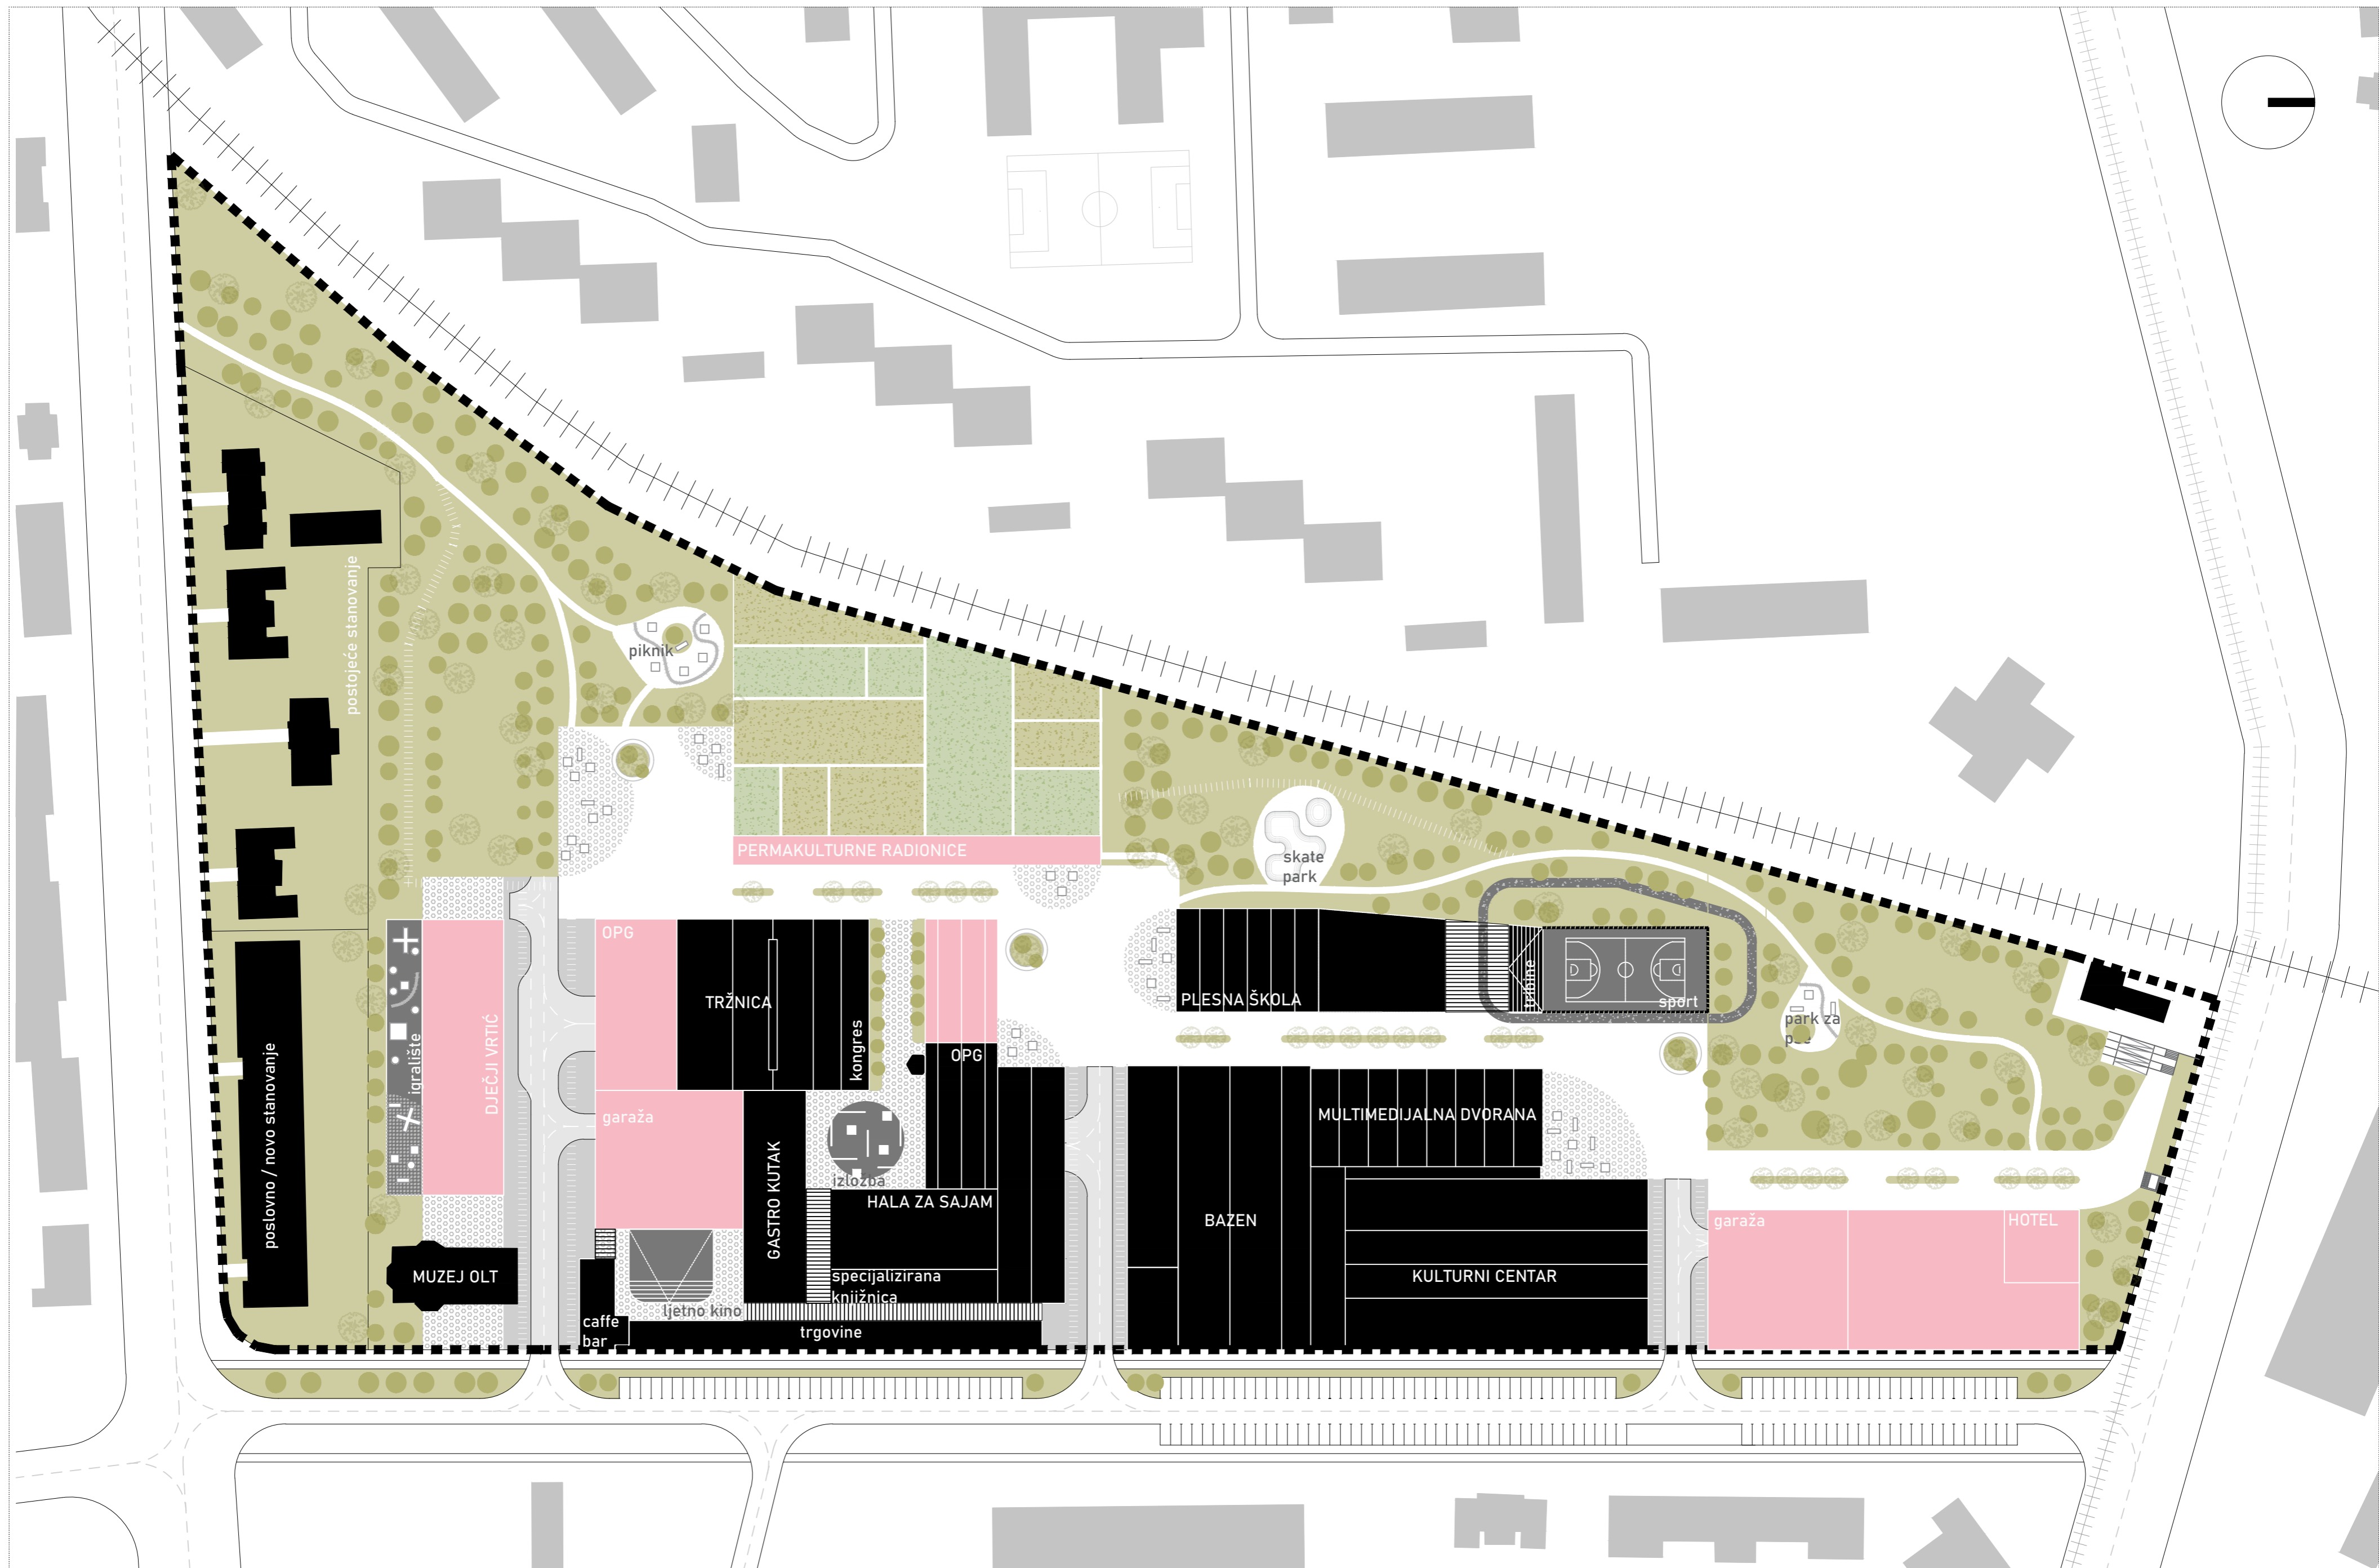 postojeće stanovanje
piknik
PERMAKULTURNE RADIONICE
skate
park
OPG
TRŽNICA
kongres
OPG
PLESNA ŠKOLA
tribine
sport
park za
igralište
DJEČJI VRTIĆ
garaža
GASTRO KUTAK
izložba
HALA ZA SAJAM
MULTIMEDIJALNA DVORANA
poslovno / novo stanovanje
BAZEN
garaža
HOTEL
MUZEJ OLT
specijalizirana
knjižnica
KULTURNI CENTAR
ljetno kino
caffe
bar
trgovine